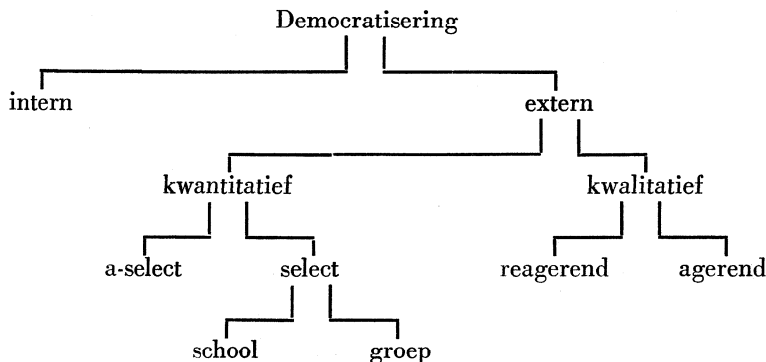 Democratisering
intern extern
kwantitatief kwalitatief
a-select select reagerend agerend
school groep